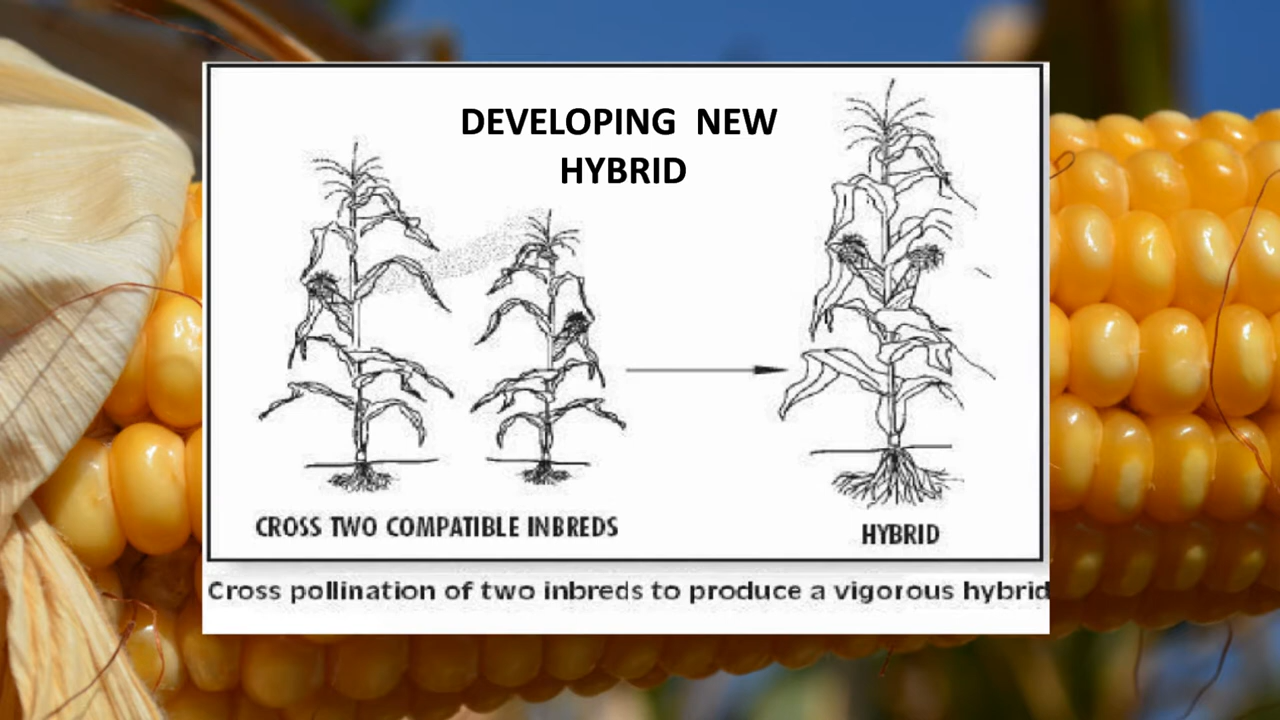 DEVELOPING NEW
HYBRID
CROSS TWO COMPATIBLE INBREDS
HYBRID
Cross pollination of two inbreds to produce a vigorous hybrid